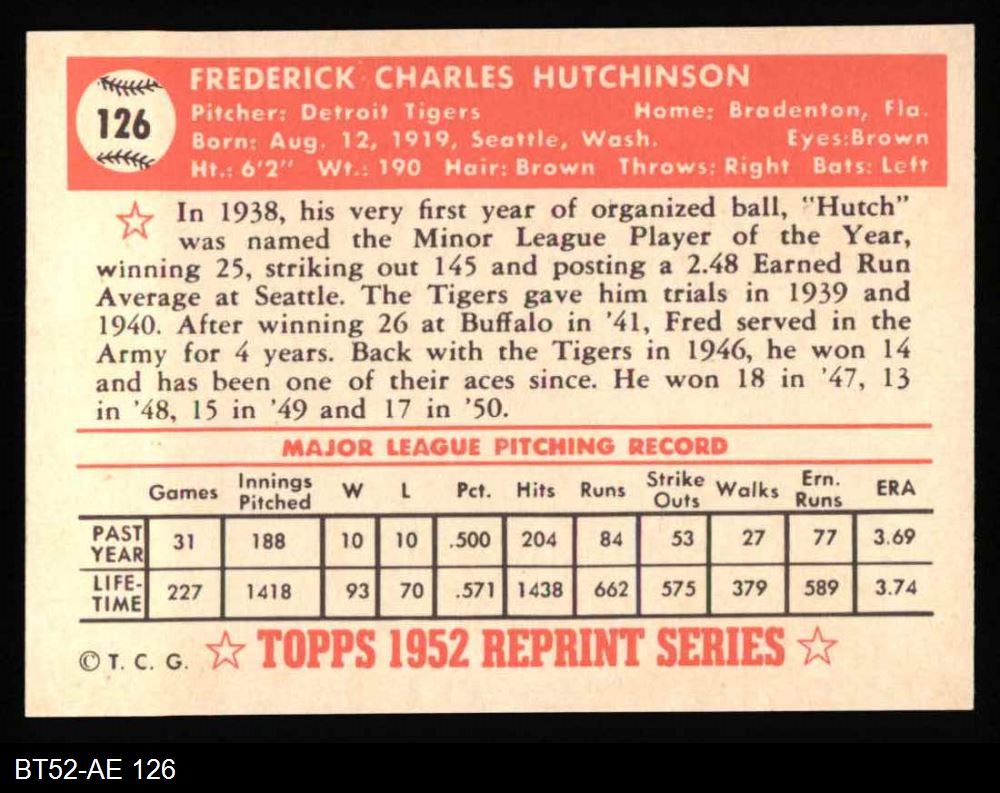 126
FREDERICK CHARLES HUTCHINSON
Pitcher: Detroit Tigers Home: Bradenton, Fla.
Born: Aug. 12, 1919, Seattle, Wash. Eyes:Brown
Ht.: 6'2" Wt.: 190 Hair: Brown Throws: Right Bats: Left
In 1938, his very first year of organized ball, "Hutch"
was named the Minor League Player of the Year,
winning 25, striking out 145 and posting a 2.48 Earned Run
Average at Seattle. The Tigers gave him trials in 1939 and
1940. After winning 26 at Buffalo in '41, Fred served in the
Army for 4 years. Back with the Tigers in 1946, he won 14
and has been one of their aces since. He won 18 in '47, 13
in '48, 15 in '49 and 17 in '50.
MAJOR LEAGUE PITCHING RECORD
Games Innings Pitched W L Pct. Hits Runs Strike Outs Walks Ern. Runs ERA
PAST YEAR 31 188 10 10 .500 204 84 53 27 77 3.69
LIFE-TIME 227 1418 93 70 .571 1438 662 575 379 589 3.74
© T. C. G. TOPPS 1952 REPRINT SERIES
BT52-AE 126